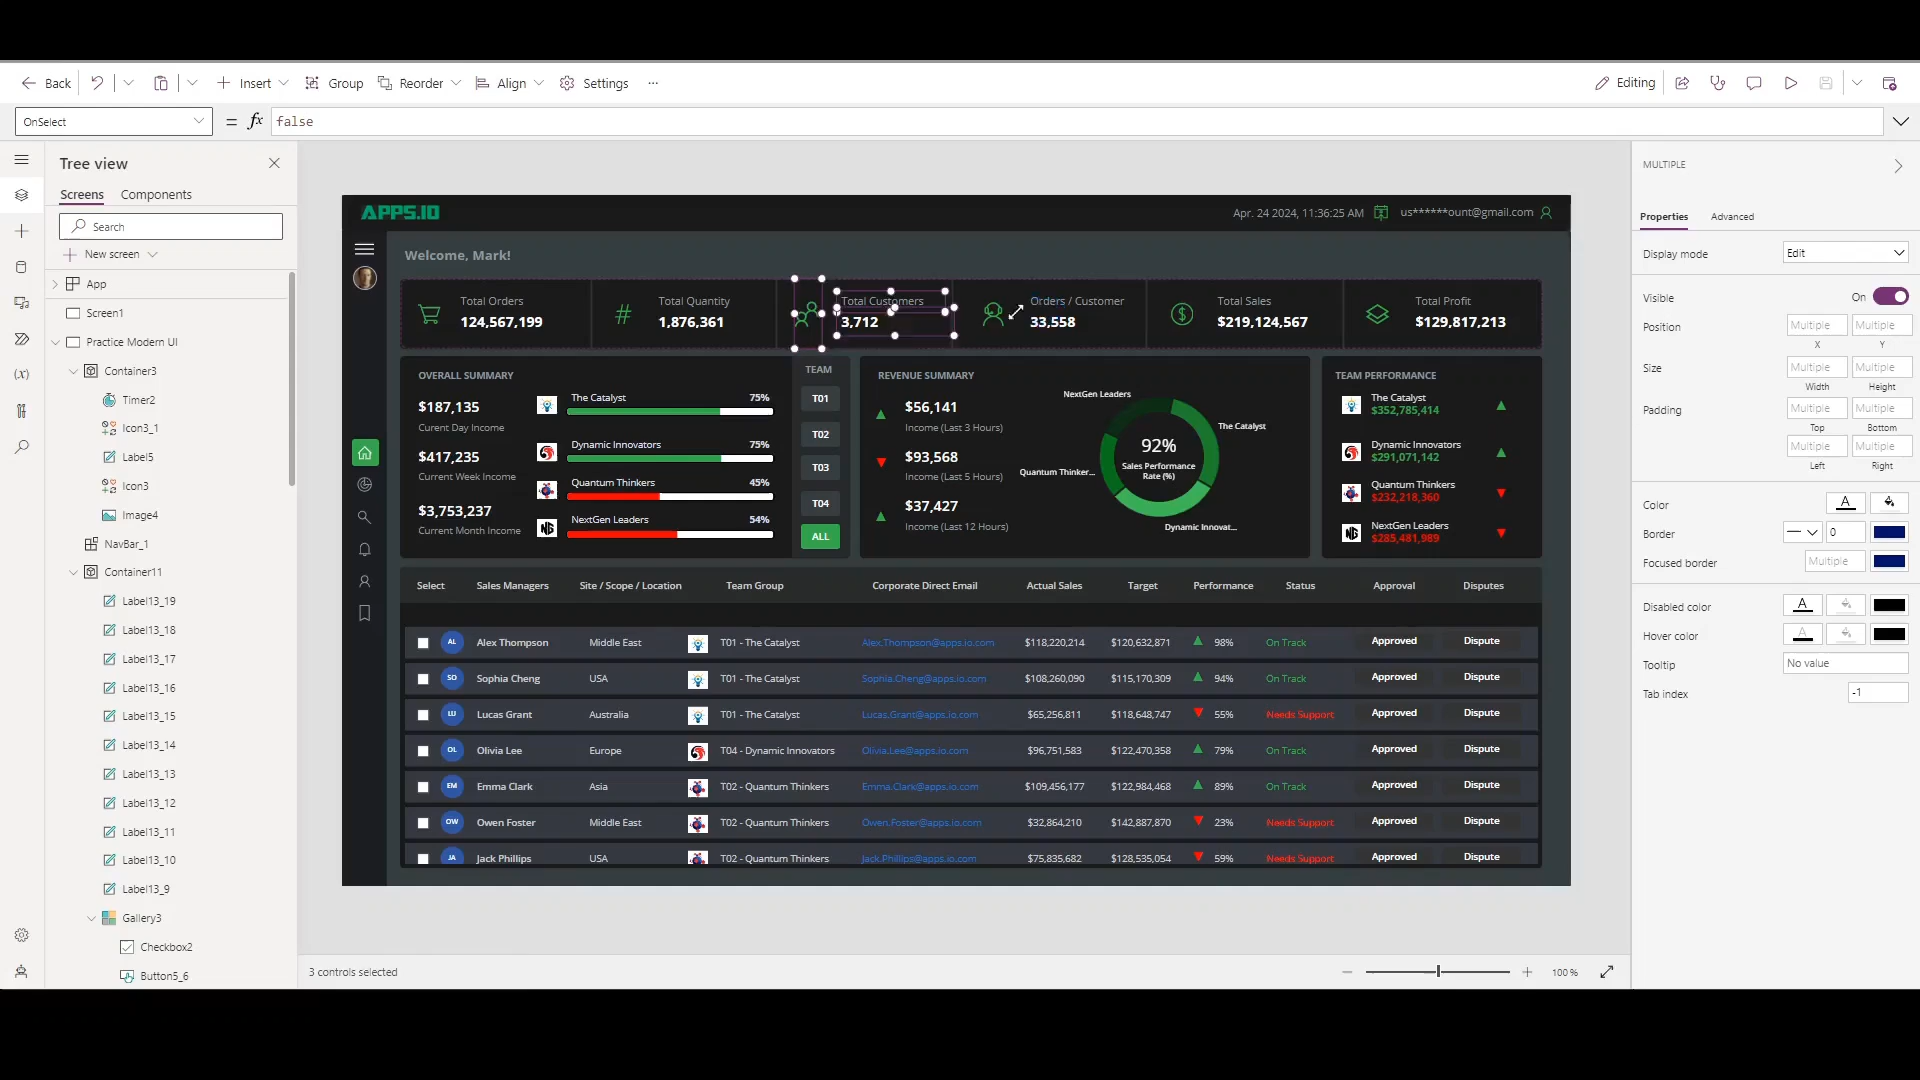 Back Insert Group Reorder Align Settings ... Editing
OnSelect = fx false
Tree view
Screens Components
Search
New screen
App
Screen1
Practice Modern UI
Container3
Timer2
Icon3_1
Label5
Icon3
Image4
NavBar_1
Container11
Label13_19
Label13_18
Label13_17
Label13_16
Label13_15
Label13_14
Label13_13
Label13_12
Label13_11
Label13_10
Label13_9
Gallery3
Checkbox2
Button5_6
APPS.IO Apr. 24 2024, 11:36:25 AM us******ount@gmail.com
Welcome, Mark!
Total Orders Total Quantity Total Customers Orders / Customer Total Sales Total Profit
124,567,199 # 1,876,361 3,712 33,558 $219,124,567 $129,817,213
OVERALL SUMMARY
$187,135
Curent Day Income
$417,235
Current Week Income
$3,753,237
Current Month Income
The Catalyst 75%
Dynamic Innovators 75%
Quantum Thinkers 45%
NextGen Leaders 54%
NG
TEAM
T01
T02
T03
T04
ALL
REVENUE SUMMARY
$56,141
Income (Last 3 Hours)
$93,568
Income (Last 5 Hours)
$37,427
Income (Last 12 Hours)
NextGen Leaders
The Catalyst
Quantum Thinker...
Dynamic Innovat...
92%
Sales Performance
Rate (%)
TEAM PERFORMANCE
The Catalyst
$352,785,414
Dynamic Innovators
$291,071,142
Quantum Thinkers
$232,218,360
NG
NextGen Leaders
$285,481,989
Select Sales Managers Site / Scope / Location Team Group Corporate Direct Email Actual Sales Target Performance Status Approval Disputes
AL Alex Thompson Middle East T01 - The Catalyst Alex.Thompson@apps.io.com $118,220,214 $120,632,871 98% On Track Approved Dispute
SO Sophia Cheng USA T01 - The Catalyst Sophia.Cheng@apps.io.com $108,260,090 $115,170,309 94% On Track Approved Dispute
LU Lucas Grant Australia T01 - The Catalyst Lucas.Grant@apps.io.com $65,256,811 $118,648,747 55% Needs Support Approved Dispute
OL Olivia Lee Europe T04 - Dynamic Innovators Olivia.Lee@apps.io.com $96,751,583 $122,470,358 79% On Track Approved Dispute
EM Emma Clark Asia T02 - Quantum Thinkers Emma.Clark@apps.io.com $109,456,177 $122,984,468 89% On Track Approved Dispute
OW Owen Foster Middle East T02 - Quantum Thinkers Owen.Foster@apps.io.com $32,864,210 $142,887,870 23% Needs Support Approved Dispute
JA Jack Phillips USA T02 - Quantum Thinkers Jack.Phillips@apps.io.com $75,835,682 $128,535,054 59% Needs Support Approved Dispute
3 controls selected 100 %
MULTIPLE
Properties Advanced
Display mode Edit
Visible On
Position Multiple Multiple
X Y
Size Multiple Multiple
Width Height
Padding Multiple Multiple
Top Bottom
Multiple Multiple
Left Right
Color A
Border 0
Focused border Multiple
Disabled color A
Hover color A
Tooltip No value
Tab index -1